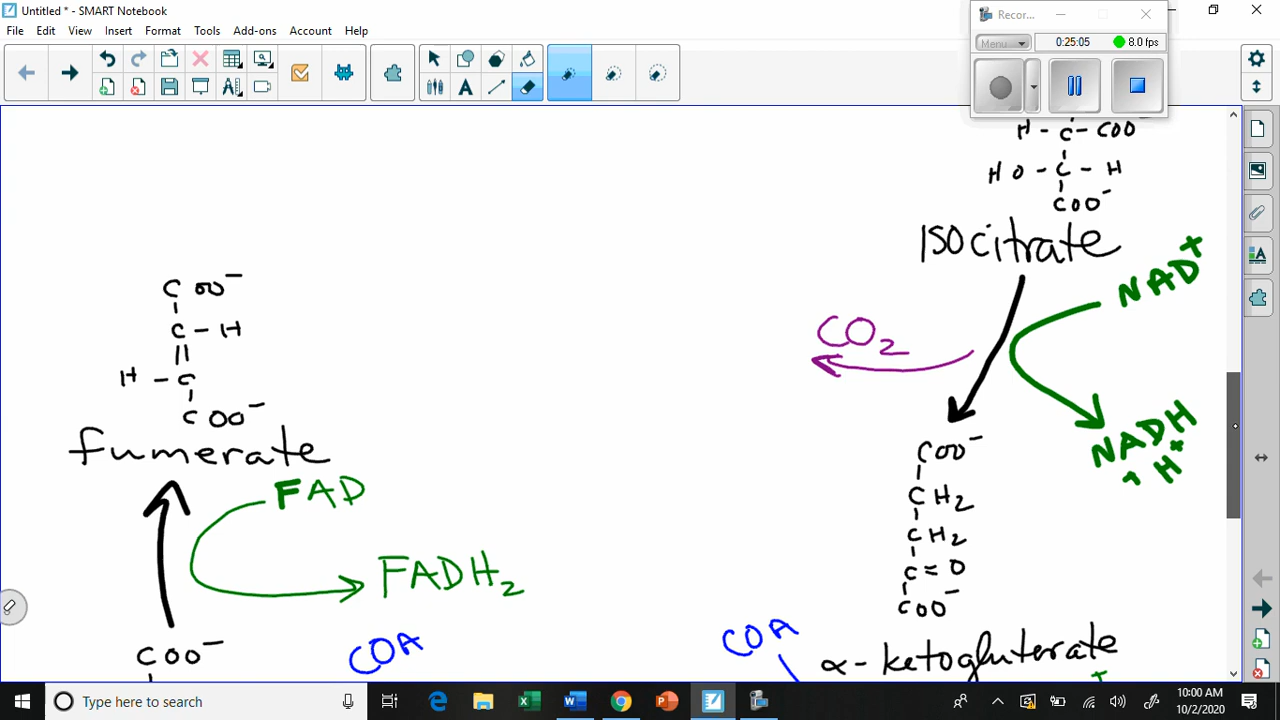 Untitled * - SMART Notebook
File Edit View Insert Format Tools Add-ons Account Help
Recor...
Menu
0:25:05
8.0 fps
H - C - COO
HO - C - H
COO⁻
ISOcitrate
NAD⁺
CO₂
NADH
+ H⁺
COO⁻
CH₂
CH₂
C=O
COO⁻
α-ketogluterate
+
COO⁻
C-H
H-C
COO⁻
fumerate
FAD
FADH₂
COO⁻
COA
COA
Type here to search
10:00 AM
10/2/2020